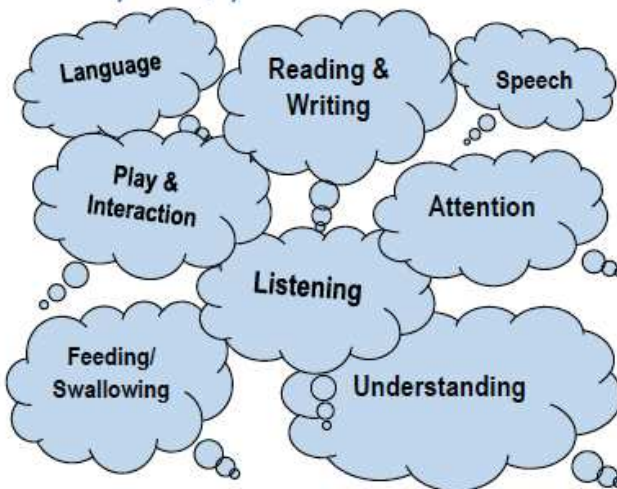 Language
Reading &
Writing
Speech
Play &
Interaction
Attention
Listening
Feeding/
Swallowing
Understanding